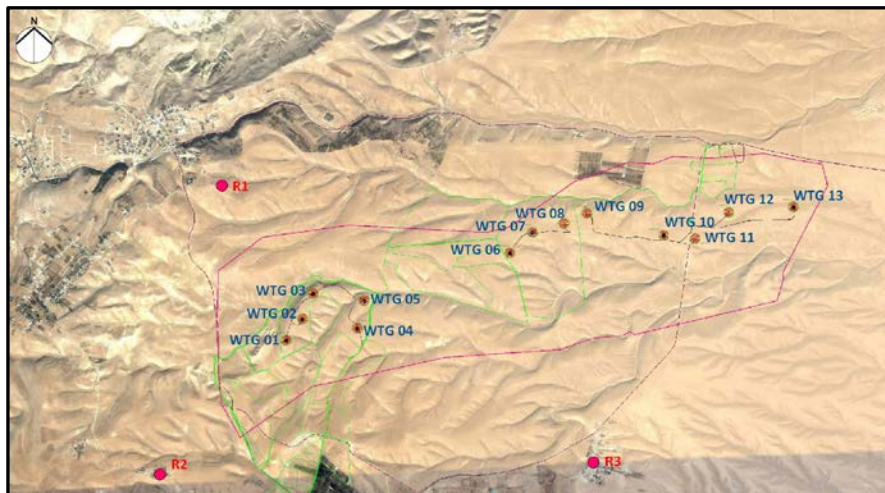 N
R1
WTG 12
WTG 13
WTG 08
WTG 09
WTG 07
WTG 10
WTG 11
WTG 06
WTG 03
WTG 05
WTG 02
WTG 04
WTG 01
R2
R3